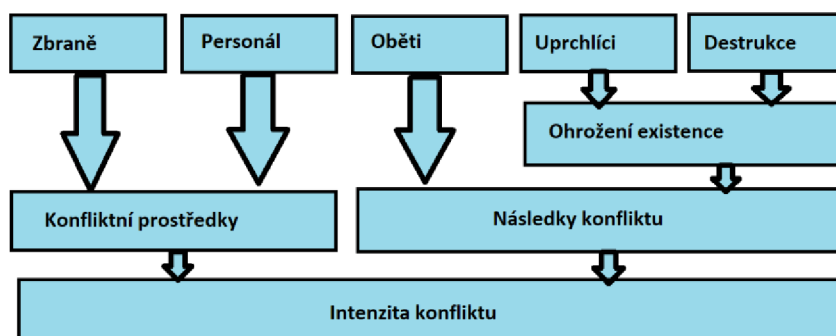 Zbraně
Personál
Oběti
Uprchlíci
Destrukce
Ohrožení existence
Konfliktní prostředky
Následky konfliktu
Intenzita konfliktu